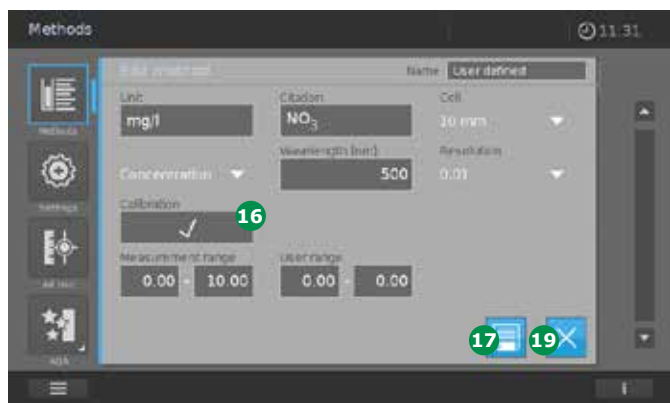 Methods 11:31
Edit method Name User defined
Unit Citation Cell
mg/l NO₃ 10 mm
Wavelength [nm] Resolution
Concentration 500 0.01
Calibration
16
Measurement range User range
0.00 - 10.00 0.00 - 0.00
17 19
Methods
Settings
AQA
i